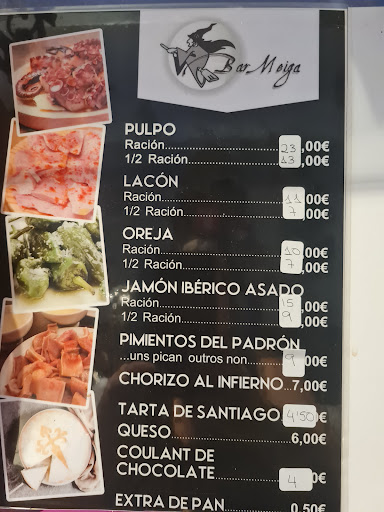 Bar Meiga
PULPO
Ración..........23,00€
1/2 Ración..........13,00€
LACÓN
Ración..........11,00€
1/2 Ración..........7,00€
OREJA
Ración..........10,00€
1/2 Ración..........7,00€
JAMÓN IBÉRICO ASADO
Ración..........15,00€
1/2 Ración..........9,00€
PIMIENTOS DEL PADRÓN
...uns pican outros non.....9,00€
CHORIZO AL INFIERNO...7,00€
TARTA DE SANTIAGO 4'50€
QUESO..........6,00€
COULANT DE
CHOCOLATE..........4€
EXTRA DE PAN..........0,50€